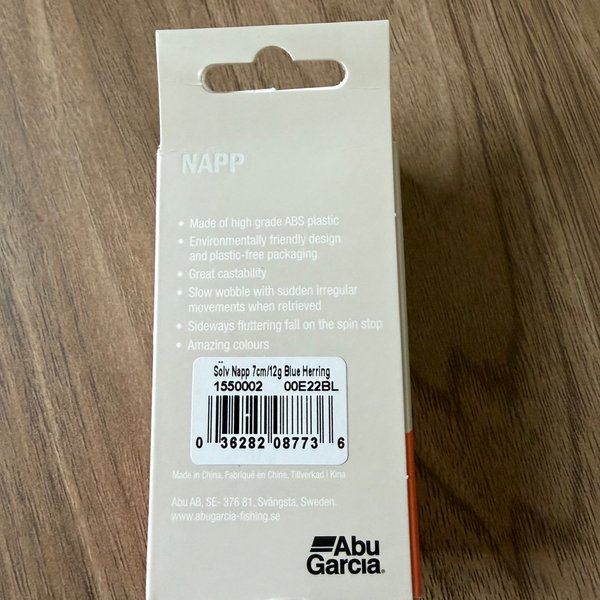 NAPP
• Made of high grade ABS plastic
• Environmentally friendly design
and plastic-free packaging
• Great castability
• Slow wobble with sudden irregular
movements when retrieved
• Sideways fluttering fall on the spin stop
• Amazing colours
Sölv Napp 7cm/12g Blue Herring
1550002 00E22BL
0 36282 08773 6
Made in China, Fabriqué en Chine, Tillverkad i Kina
Abu AB, SE- 376 81, Svängsta, Sweden.
www.abugarcia-fishing.se
Abu
Garcia®